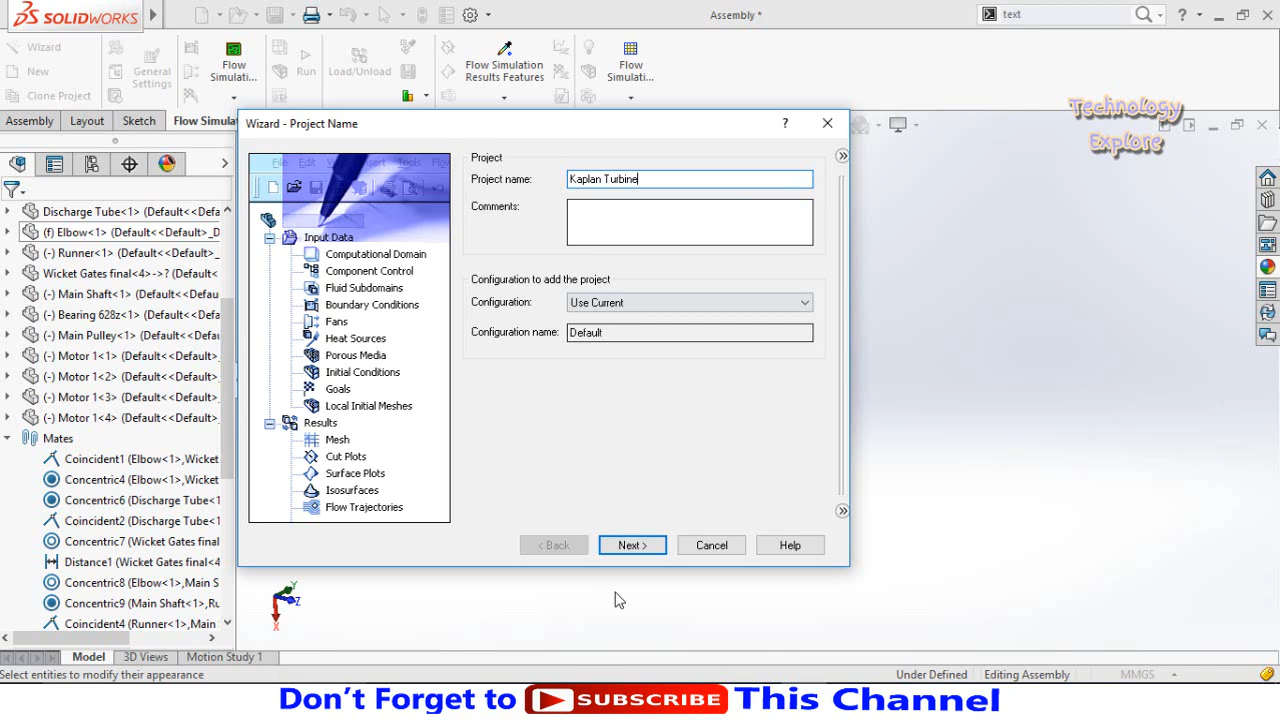 SOLIDWORKS
Assembly *
text
?
Wizard
New
Clone Project
General
Settings
Flow
Simulati...
Run
Load/Unload
Flow Simulation
Results Features
Flow
Simulati...
Assembly
Layout
Sketch
Flow Simula
Technology
Explore
Wizard - Project Name
?
Discharge Tube<1> (Default<<Defa
(f) Elbow<1> (Default<<Default>_D
(-) Runner<1> (Default<<Default>_
Wicket Gates final<4>->? (Default<
(-) Main Shaft<1> (Default<<Defau
(-) Bearing 628z<1> (Default<<Def
(-) Main Pulley<1> (Default<<Defa
(-) Motor 1<1> (Default<<Default>
(-) Motor 1<2> (Default<<Default>
(-) Motor 1<3> (Default<<Default>
(-) Motor 1<4> (Default<<Default>
Mates
Coincident1 (Elbow<1>,Wicket
Concentric4 (Elbow<1>,Wicket
Concentric6 (Discharge Tube<1
Coincident2 (Discharge Tube<1
Concentric7 (Wicket Gates final
Distance1 (Wicket Gates final<4
Concentric8 (Elbow<1>,Main S
Concentric9 (Main Shaft<1>,Ru
Coincident4 (Runner<1>,Main
Input Data
Computational Domain
Component Control
Fluid Subdomains
Boundary Conditions
Fans
Heat Sources
Porous Media
Initial Conditions
Goals
Local Initial Meshes
Results
Mesh
Cut Plots
Surface Plots
Isosurfaces
Flow Trajectories
Project
Project name:
Kaplan Turbine
Comments:
Configuration to add the project
Configuration:
Use Current
Configuration name:
Default
< Back
Next >
Cancel
Help
Y
Z
X
Model
3D Views
Motion Study 1
Select entities to modify their appearance
Under Defined
Editing Assembly
MMGS
Don't Forget to SUBSCRIBE This Channel